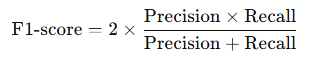 F1-score = 2 × Precision × Recall / Precision + Recall